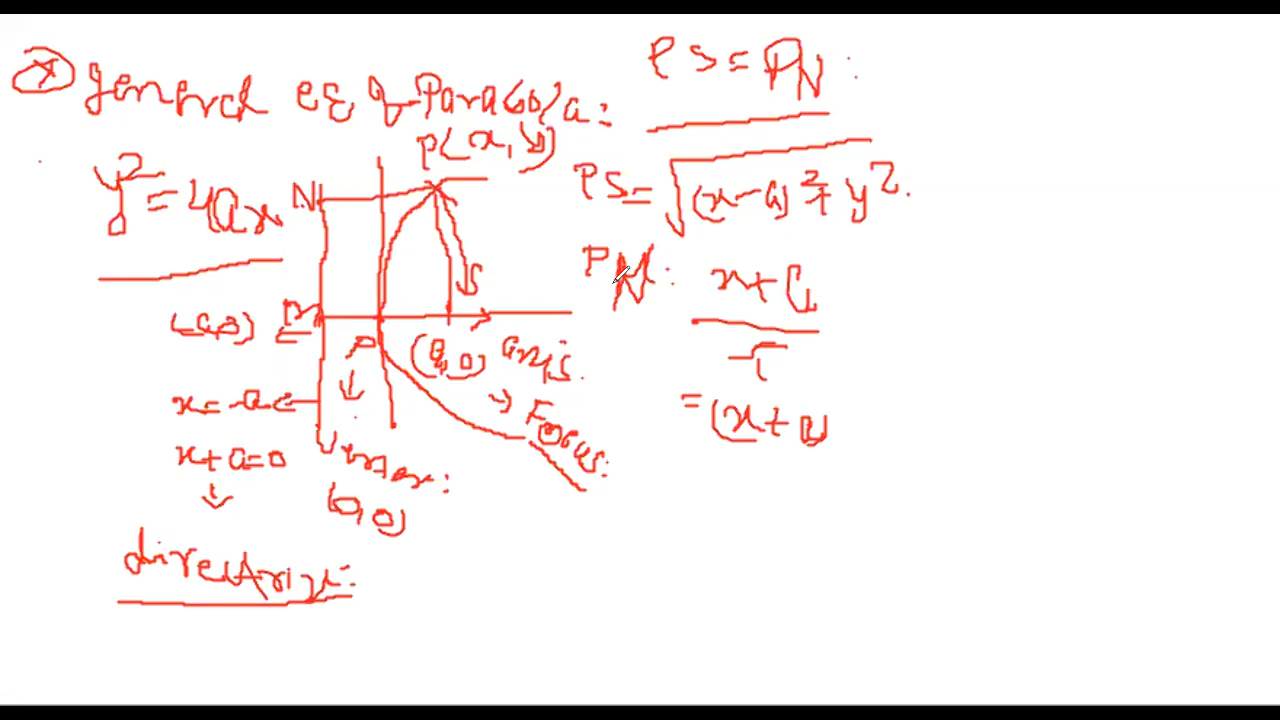 general eq of Parabola:
y²=4ax
P(x,y)
N
S
(-a,0)
(a,0) axis.
x=-a
x+a=0
directrix:
→ Focus:
Vertex:
(0,0)
PS = PN:
PS = √(x-a)²+y².
PN: x+a
= (x+a)